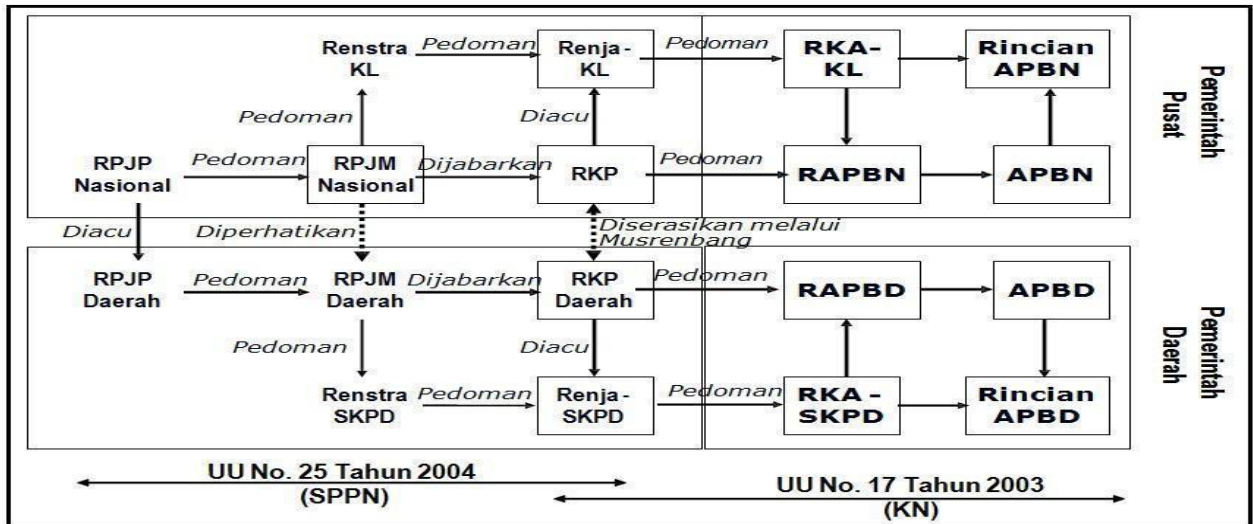 Renstra
KL
Pedoman
Renja -
KL
Pedoman
RKA-
KL
Rincian
APBN
Pemerintah
Pusat
Pedoman
Diacu
RPJP
Nasional
Pedoman
RPJM
Nasional
Dijabarkan
RKP
Pedoman
RAPBN
APBN
Diacu
Diperhatikan
Diserasikan melalui
Musrenbang
RPJP
Daerah
Pedoman
RPJM
Daerah
Dijabarkan
RKP
Daerah
Pedoman
RAPBD
APBD
Pemerintah
Daerah
Pedoman
Diacu
Renstra
SKPD
Pedoman
Renja -
SKPD
Pedoman
RKA -
SKPD
Rincian
APBD
UU No. 25 Tahun 2004
(SPPN)
UU No. 17 Tahun 2003
(KN)